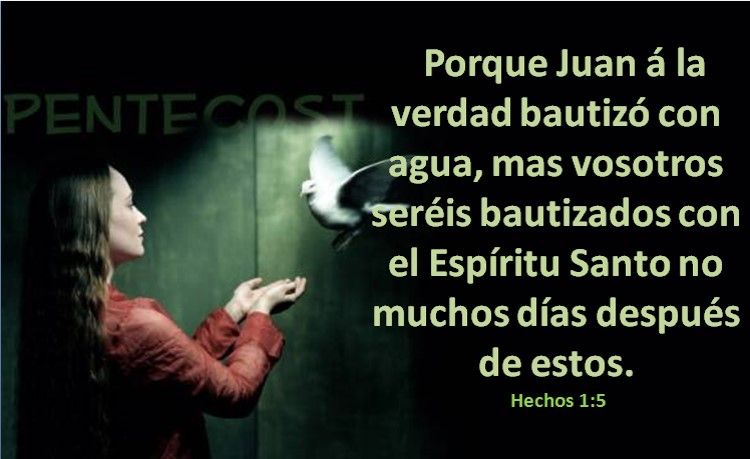 PENTECOST
Porque Juan á la
verdad bautizó con
agua, mas vosotros
seréis bautizados con
el Espíritu Santo no
muchos días después
de estos.
Hechos 1:5